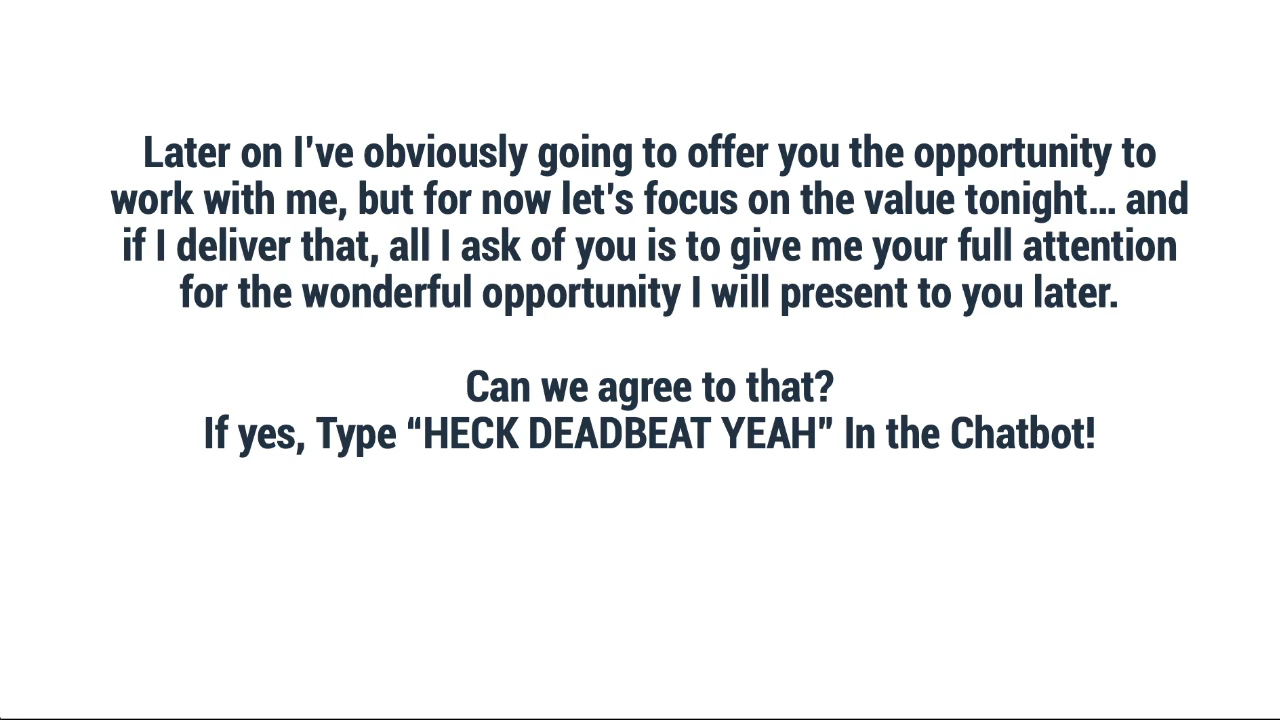 Later on I've obviously going to offer you the opportunity to
work with me, but for now let's focus on the value tonight... and
if I deliver that, all I ask of you is to give me your full attention
for the wonderful opportunity I will present to you later.
Can we agree to that?
If yes, Type “HECK DEADBEAT YEAH” In the Chatbot!